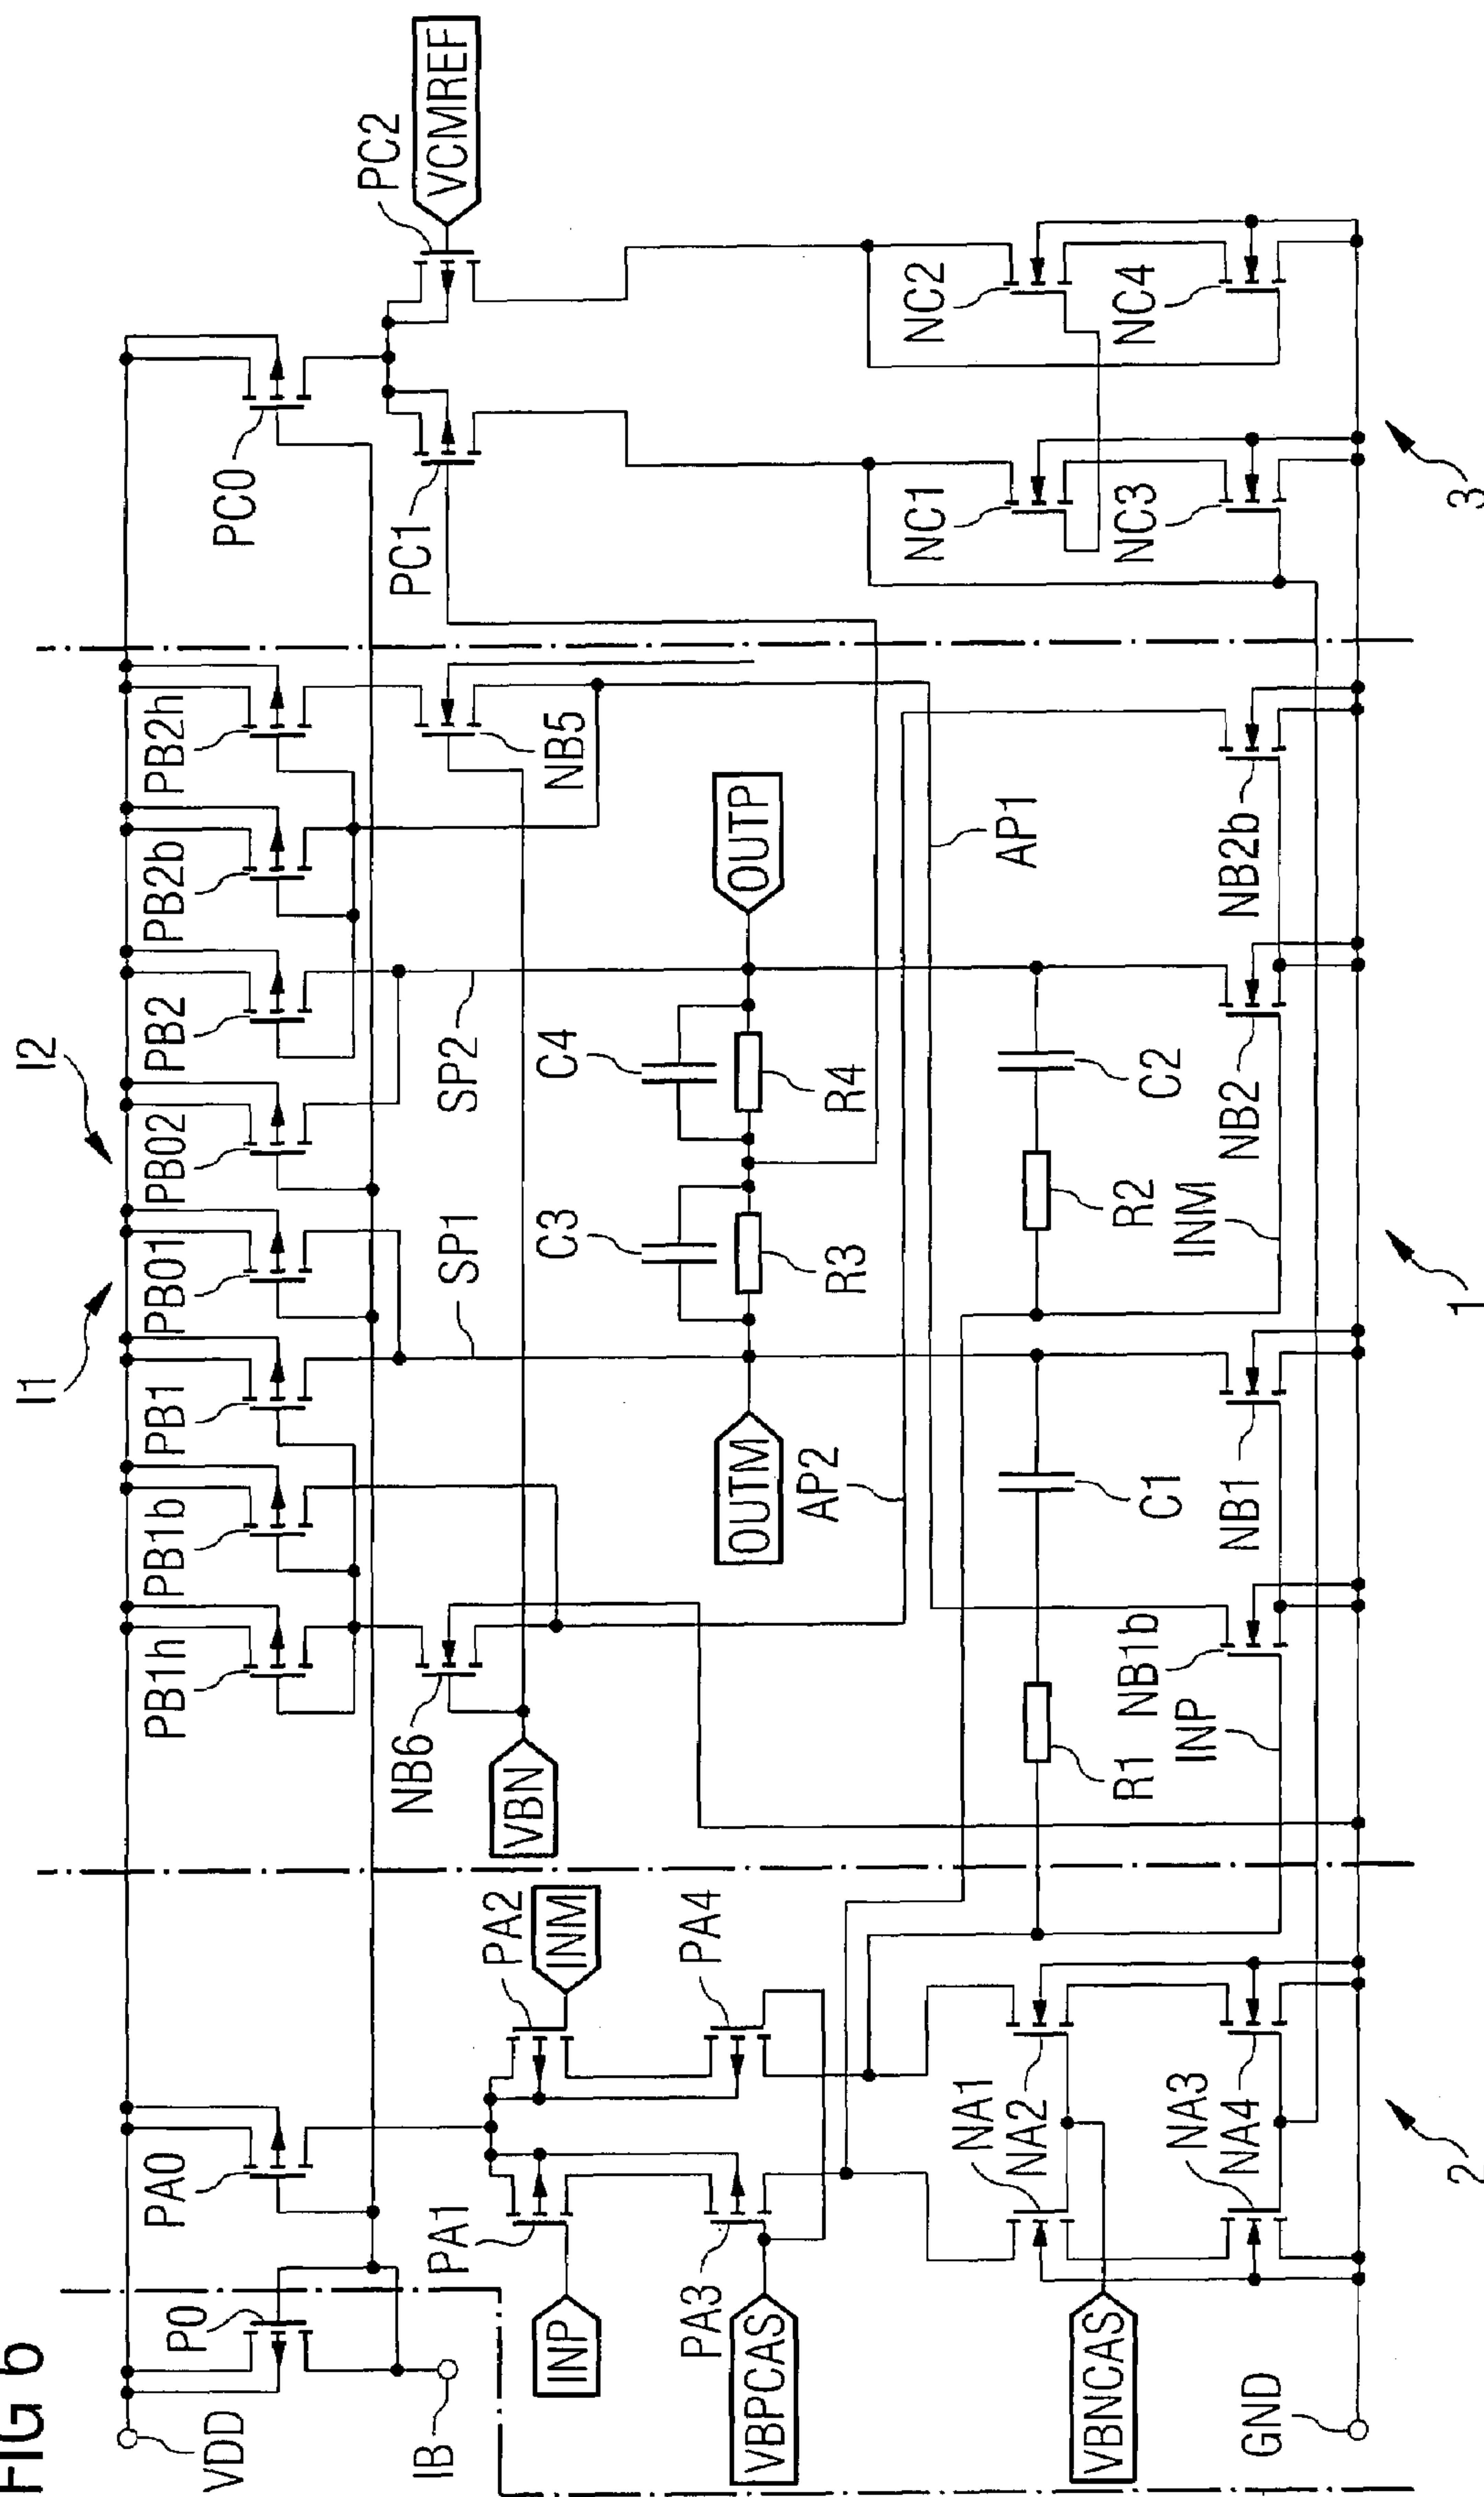 FIG 6
VDD
P0
IB
PA0
PA1
PA2
INP
INM
PA3
PA4
VBPCAS
NA1
NA2
VBNCAS
NA3
NA4
GND
2
I1
I2
PB1h
PB1b
PB1
PB01
PB02
PB2
PB2b
PB2h
NB6
VBN
NB5
SP1
SP2
C3
C4
OUTM
R3
R4
OUTP
AP2
AP1
R1
C1
R2
C2
NB1b
INP
NB1
INM
NB2
NB2b
1
PC0
PC1
PC2
VCMREF
NC1
NC2
NC3
NC4
3